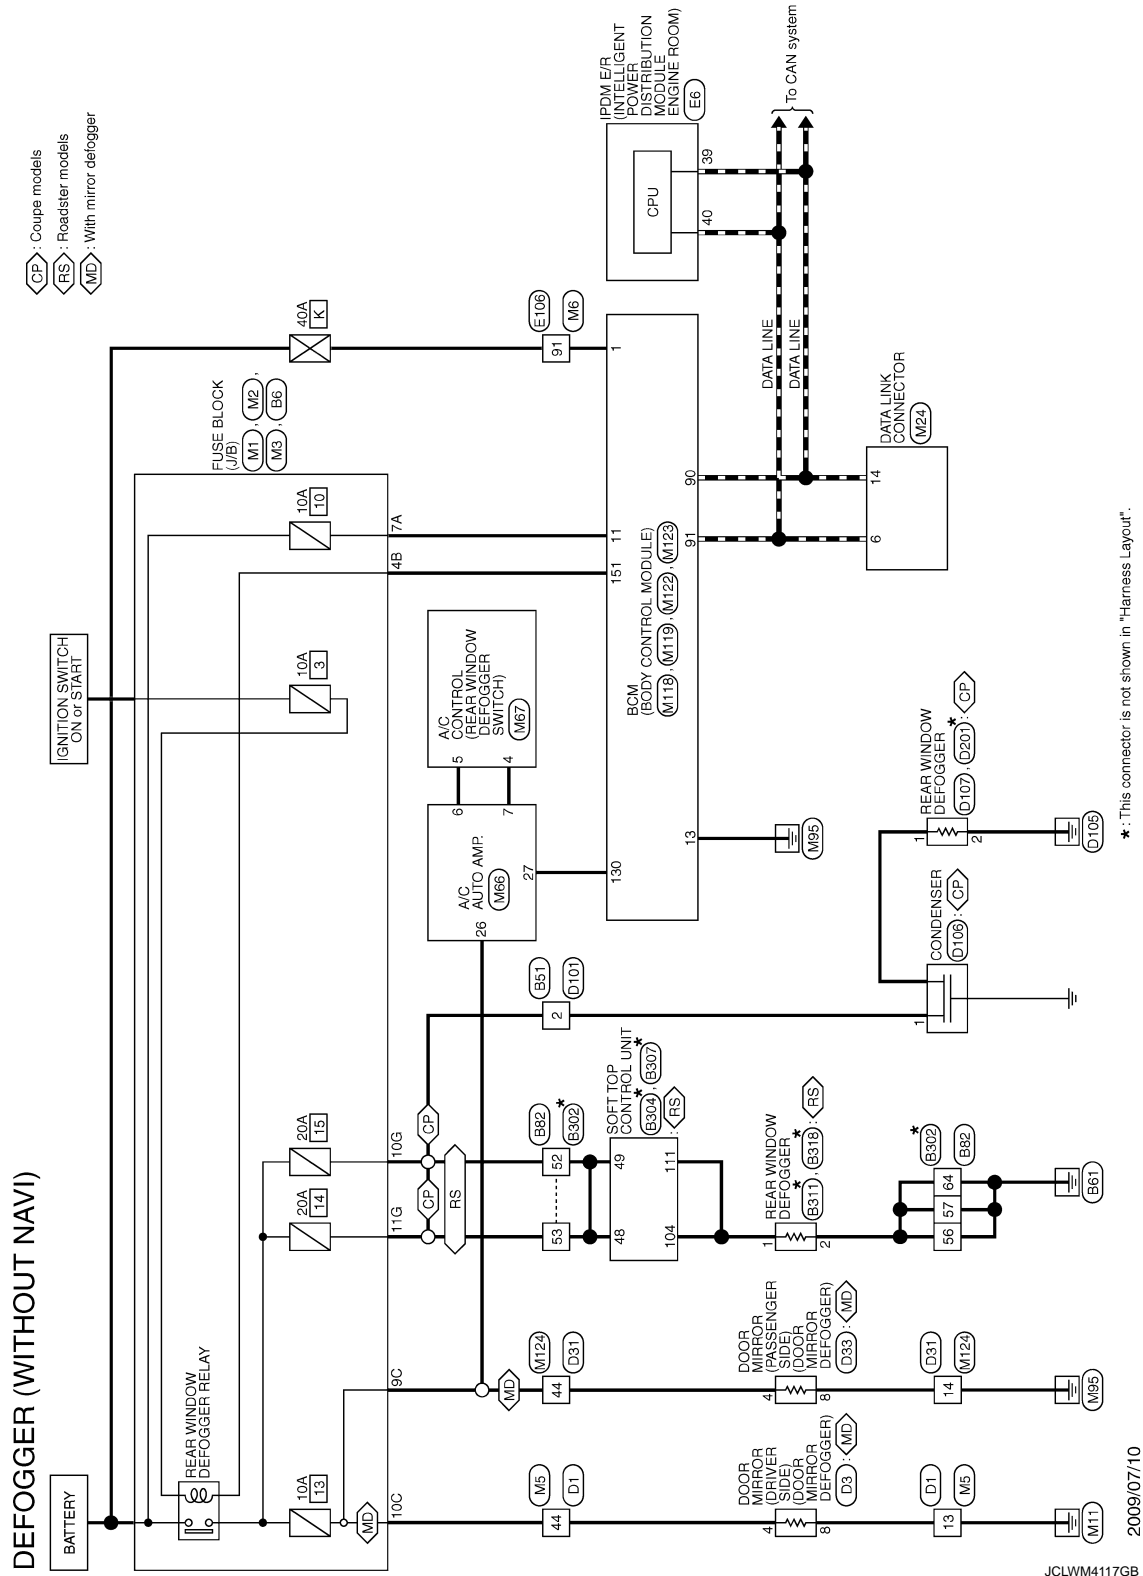 DEFOGGER (WITHOUT NAVI)
CP : Coupe models
RS : Roadster models
MD : With mirror defogger
BATTERY
IGNITION SWITCH
ON or START
FUSE BLOCK
(J/B)
M1 , M2 ,
M3 , B6
REAR WINDOW
DEFOGGER RELAY
10A
13
20A
14
20A
15
10A
3
10A
10
40A
K
MD
10C
9C
11G
10G
4B
7A
CP
CP
RS
MD
M5
44
D1
M124
44
D31
53
52
B82
B302 *
B51
2
D101
E106
91
M6
26
A/C
AUTO AMP.
M66
27
6
7
5
4
A/C
CONTROL
(REAR WINDOW
DEFOGGER
SWITCH)
M67
SOFT TOP
CONTROL UNIT
B304 * , B307 *
: RS
48
49
104
111
130
151
11
1
BCM
(BODY CONTROL MODULE)
M118 , M119 , M122 , M123
13
91
90
M95
IPDM E/R
(INTELLIGENT
POWER
DISTRIBUTION
MODULE
ENGINE ROOM)
E6
CPU
40
39
DATA LINE
DATA LINE
To CAN system
DOOR
MIRROR
(DRIVER
SIDE)
(DOOR
MIRROR
DEFOGGER)
D3 : MD
4
8
DOOR
MIRROR
(PASSENGER
SIDE)
(DOOR
MIRROR
DEFOGGER)
D33 : MD
4
8
REAR WINDOW
DEFOGGER
B311 * , B318 * : RS
1
2
CONDENSER
D106 : CP
1
REAR WINDOW
DEFOGGER
D107 , D201 * : CP
1
2
DATA LINK
CONNECTOR
M24
6
14
D1
13
M5
D31
14
M124
B302 *
56
57
64
B82
M11
M95
B61
D105
* : This connector is not shown in "Harness Layout".
2009/07/10
JCLWM4117GB